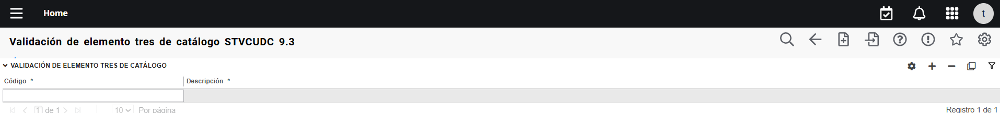 Home
t
Validación de elemento tres de catálogo STVCUDC 9.3
VALIDACIÓN DE ELEMENTO TRES DE CATÁLOGO
Código *
Descripción *
1 de 1
10
Por página
Registro 1 de 1